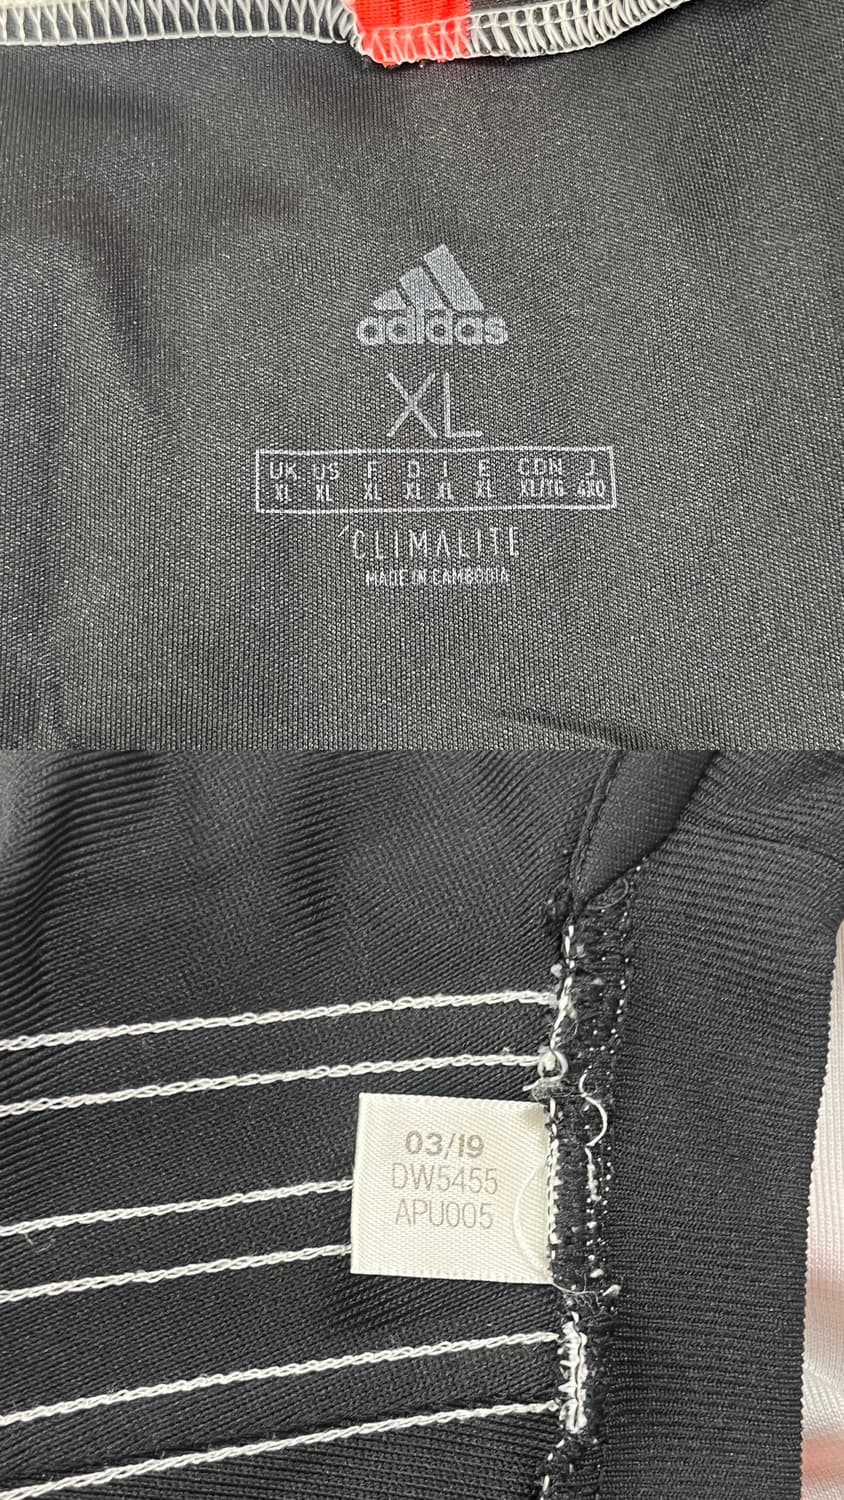 adidas
XL
UK US F D I E CDN J
XL XL XL XL XL XL XL/TG 4XO
CLIMALITE
MADE IN CAMBODIA
03/19
DW5455
APU005